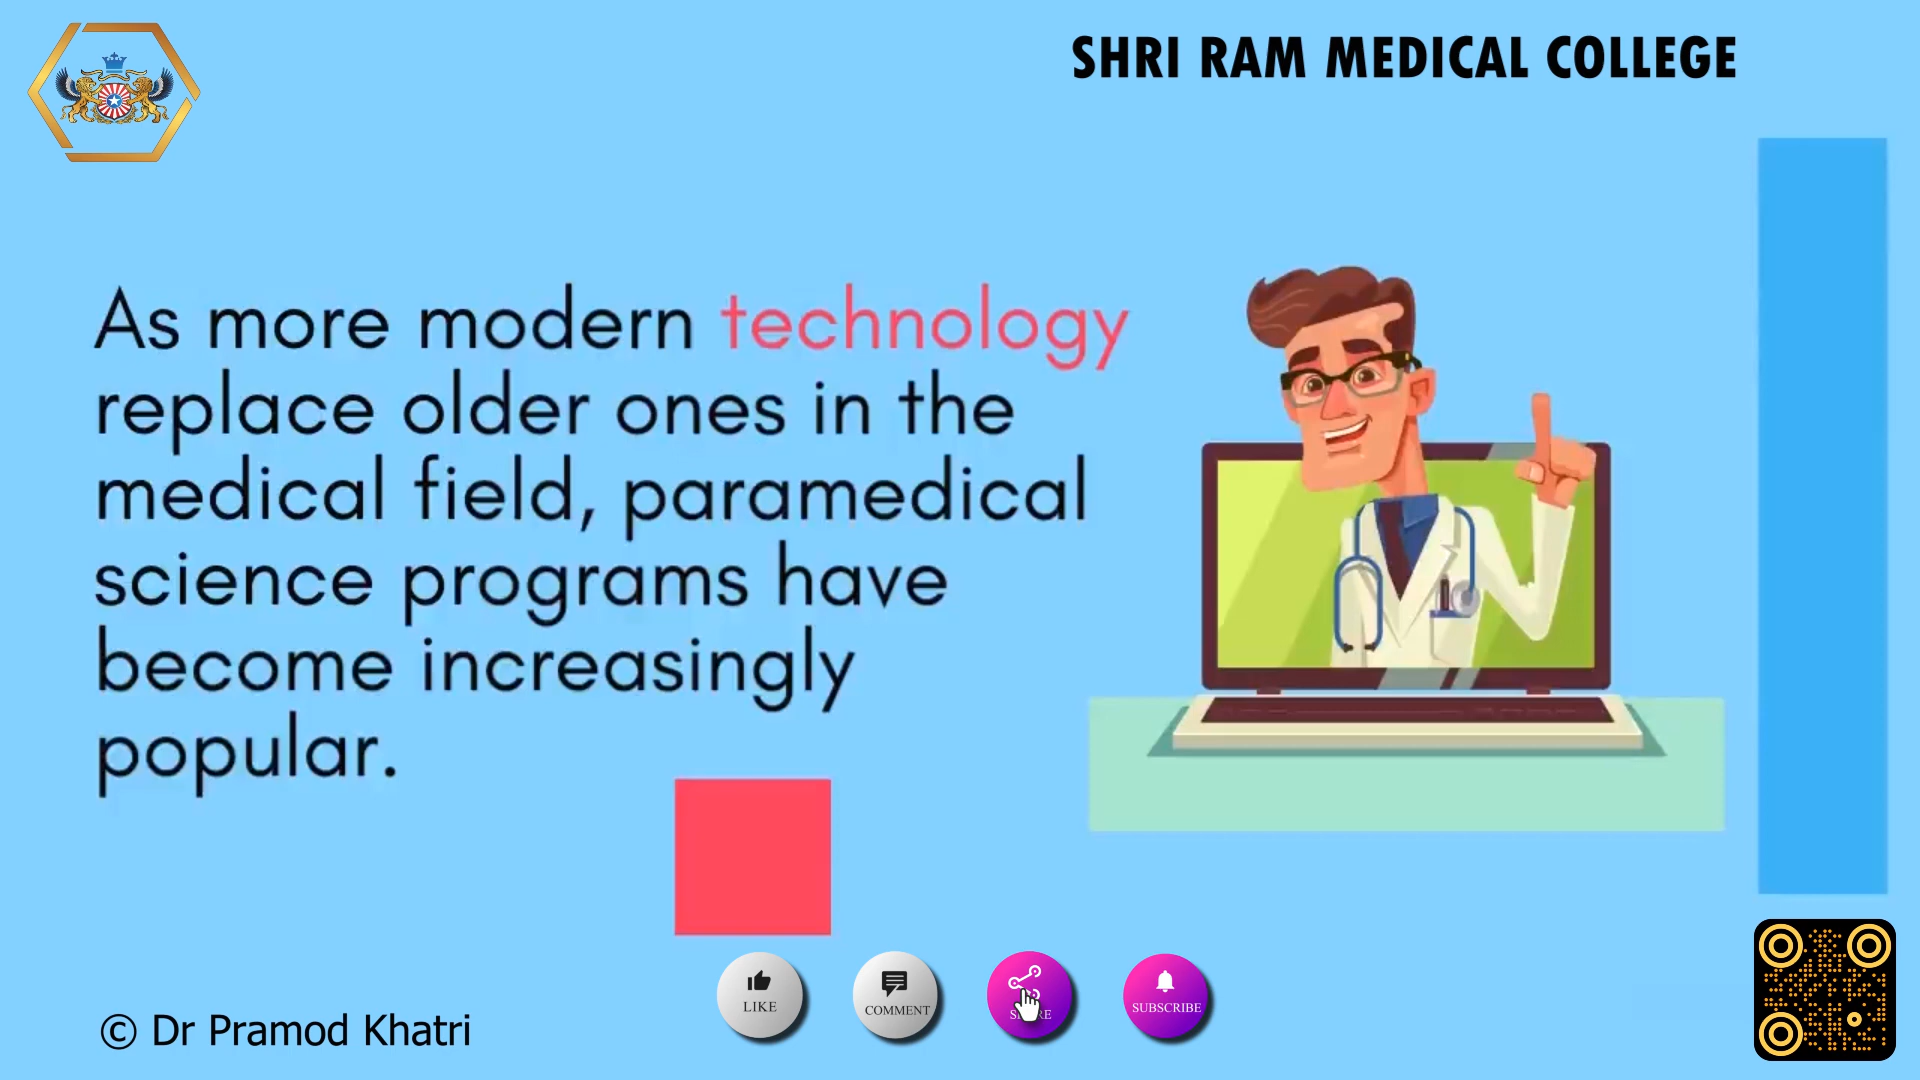 SHRI RAM MEDICAL COLLEGE
As more modern technology
replace older ones in the
medical field, paramedical
science programs have
become increasingly
popular.
LIKE
COMMENT
SUBSCRIBE
© Dr Pramod Khatri